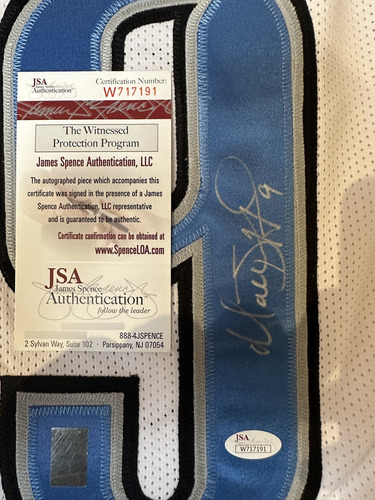 JSA
Authentication
Certification Number:
W717191
James Spence
The Witnessed
Protection Program
James Spence Authentication, LLC
The autographed piece which accompanies this
certificate was signed in the presence of a James
Spence Authentication, LLC representative
and is guaranteed to be authentic.
Certificate confirmation can be obtained at
www.SpenceLOA.com
JSA
James Spence
Authentication
follow the leader
888-4JSPENCE
2 Sylvan Way, Suite 102 · Parsippany, NJ 07054
9
JSA
W717191